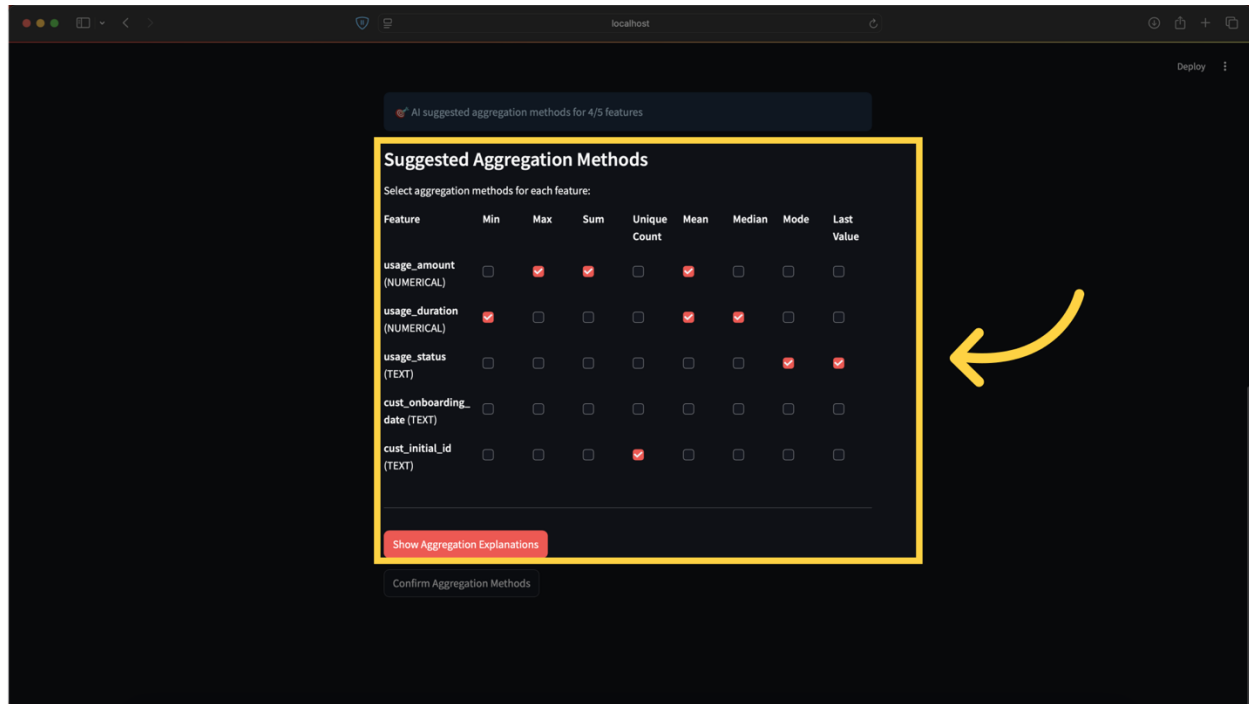 localhost
Deploy
AI suggested aggregation methods for 4/5 features
Suggested Aggregation Methods
Select aggregation methods for each feature:
Feature Min Max Sum Unique Mean Median Mode Last
Count Value
usage_amount
(NUMERICAL)
usage_duration
(NUMERICAL)
usage_status
(TEXT)
cust_onboarding_
date (TEXT)
cust_initial_id
(TEXT)
Show Aggregation Explanations
Confirm Aggregation Methods